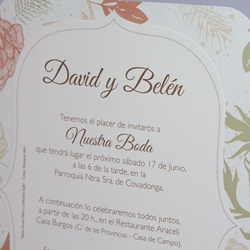 David y Belén
Tenemos el placer de invitaros a
Nuestra Boda
que tendrá lugar el próximo sábado 17 de Junio,
a las 6 de la tarde, en la
Parroquia Ntra. Sra. de Covadonga.
A continuación lo celebraremos todos juntos,
a partir de las 20 h., en el Restaurante Araceli
Casa Burgos (C/ de las Provincias - Casa de Campo).